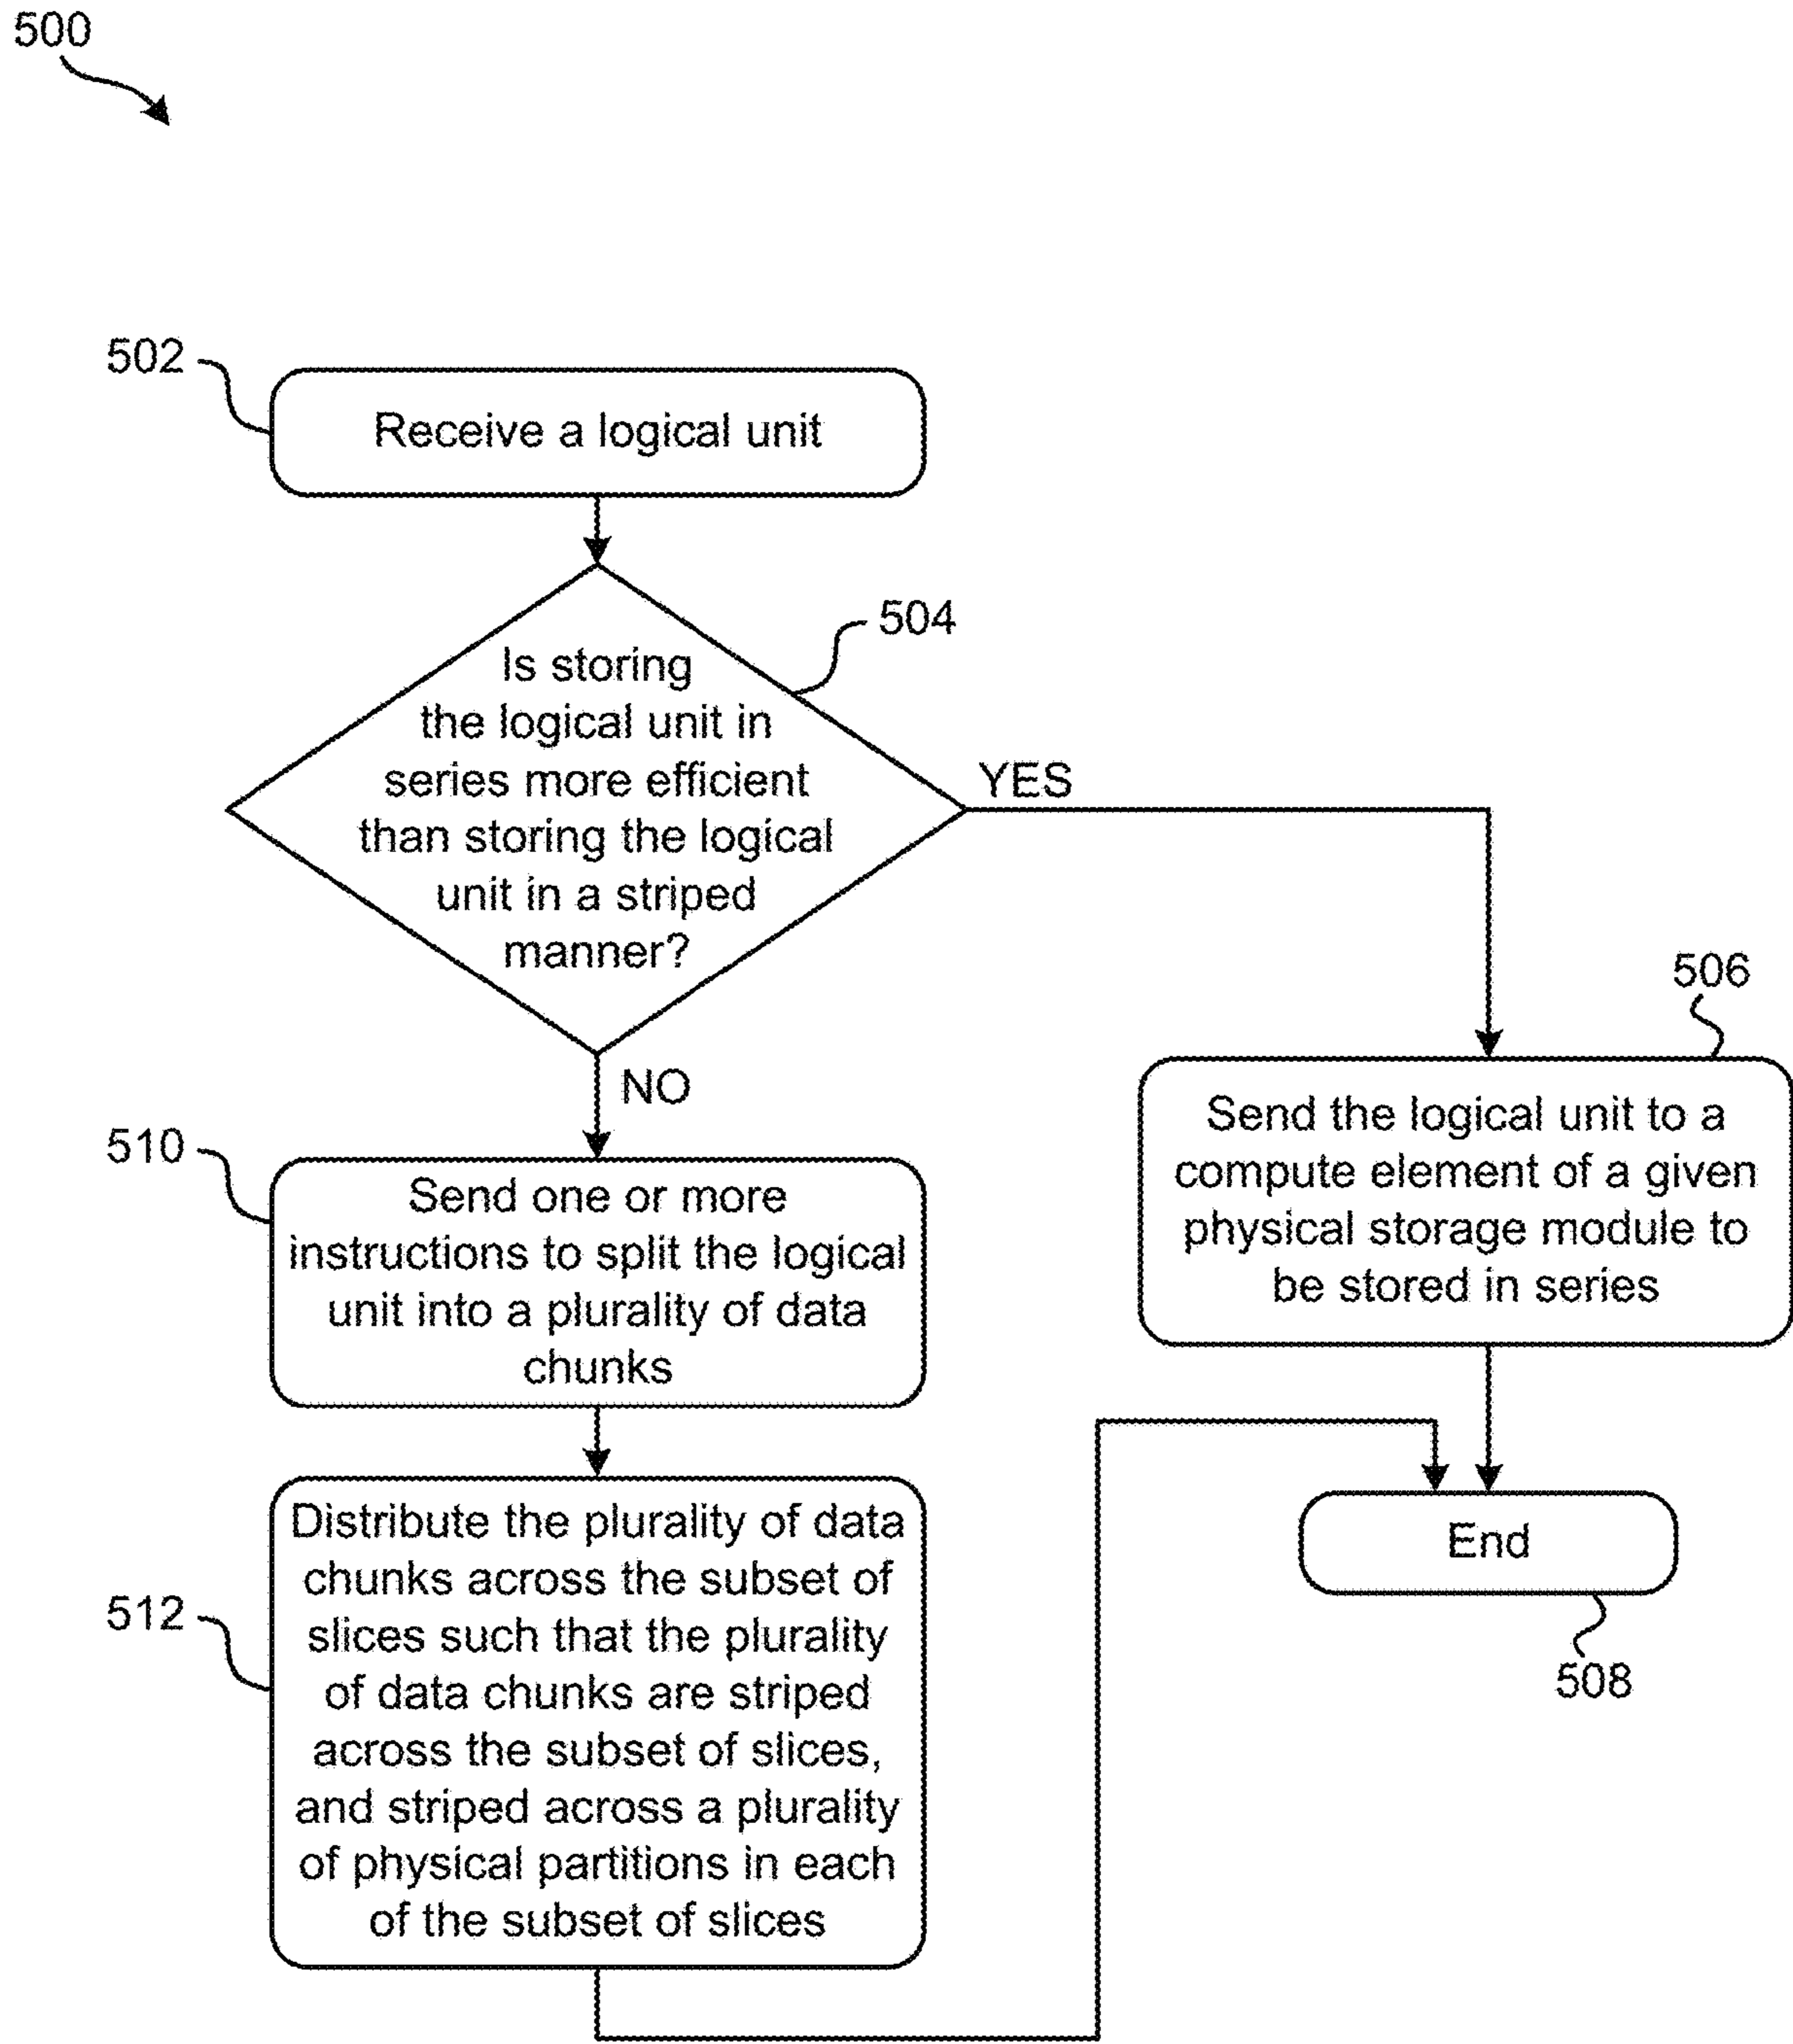 500
502
Receive a logical unit
504
Is storing
the logical unit in
series more efficient
than storing the logical
unit in a striped
manner?
YES
NO
506
Send the logical unit to a
compute element of a given
physical storage module to
be stored in series
510
Send one or more
instructions to split the logical
unit into a plurality of data
chunks
512
Distribute the plurality of data
chunks across the subset of
slices such that the plurality
of data chunks are striped
across the subset of slices,
and striped across a plurality
of physical partitions in each
of the subset of slices
End
508